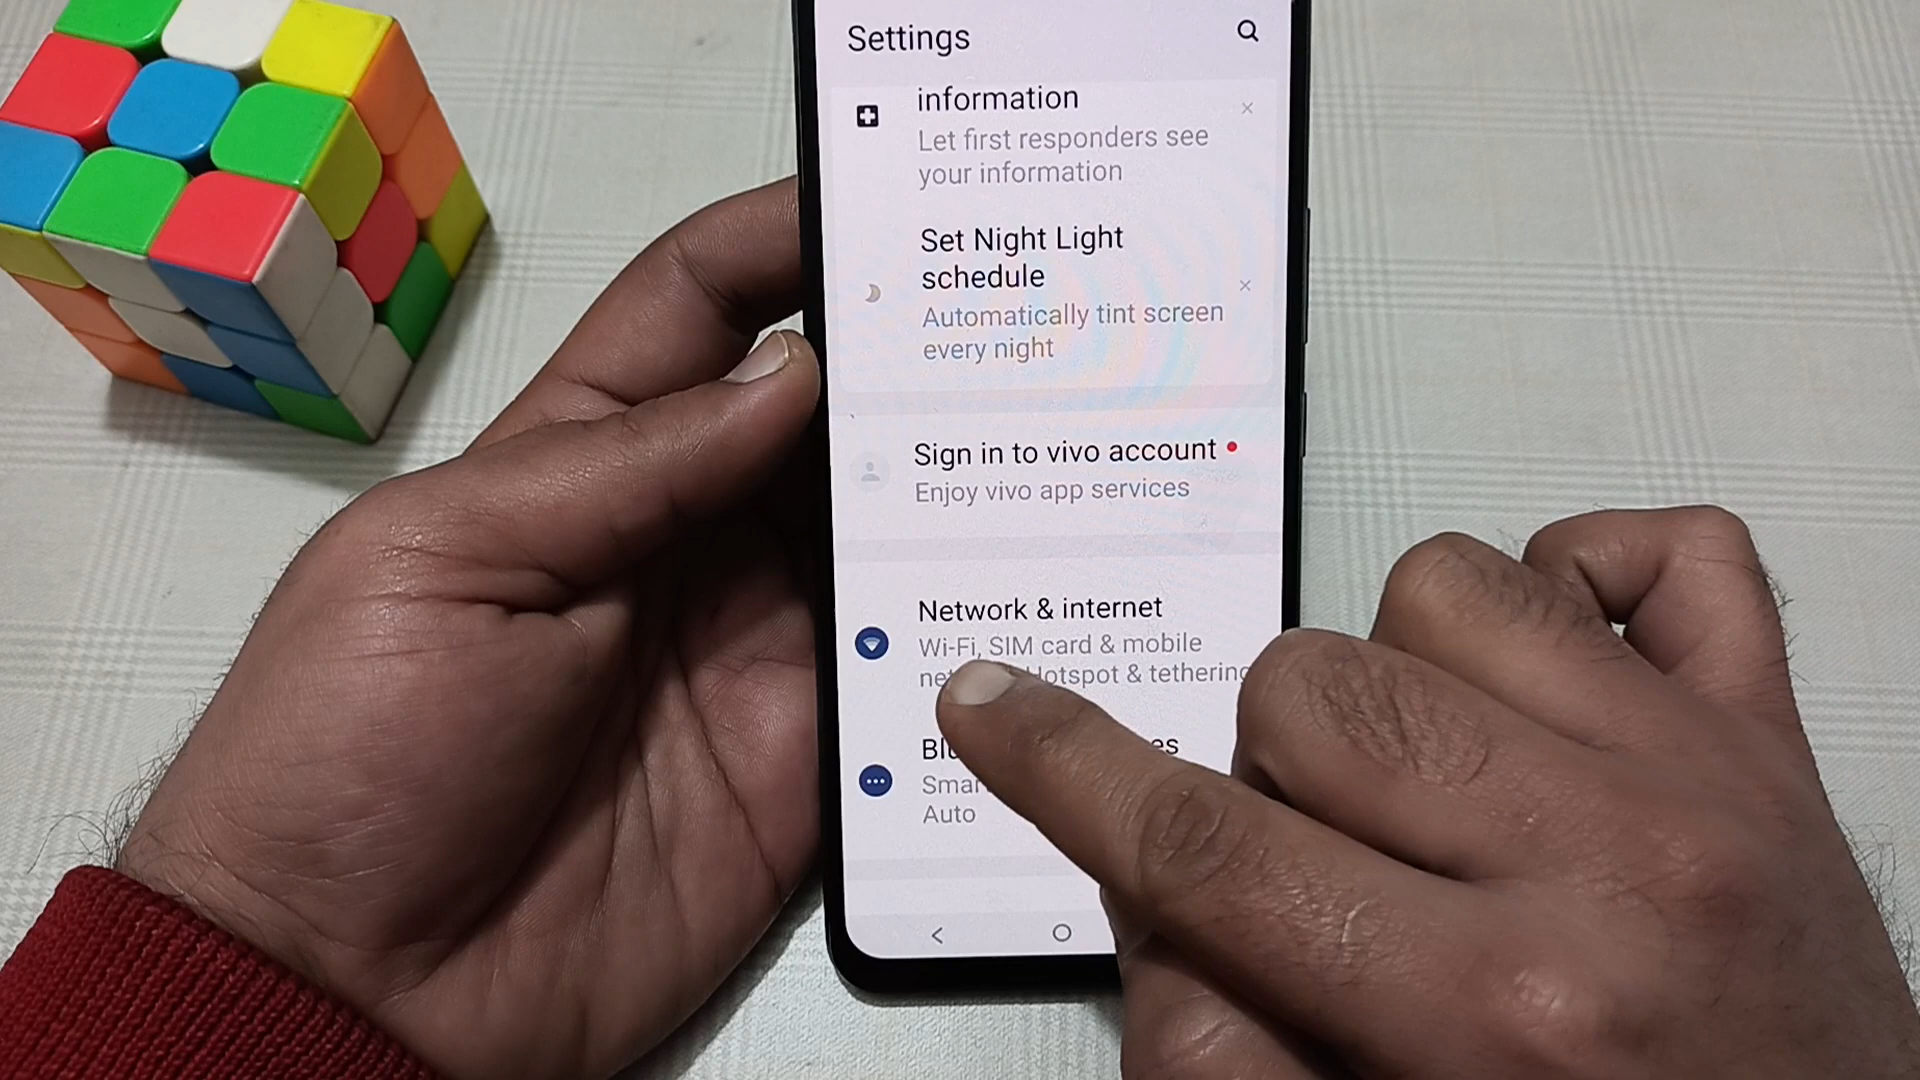 Settings
information
Let first responders see
your information
Set Night Light
schedule
Automatically tint screen
every night
Sign in to vivo account
Enjoy vivo app services
Network & internet
Wi-Fi, SIM card & mobile
Hotspot & tethering
Auto